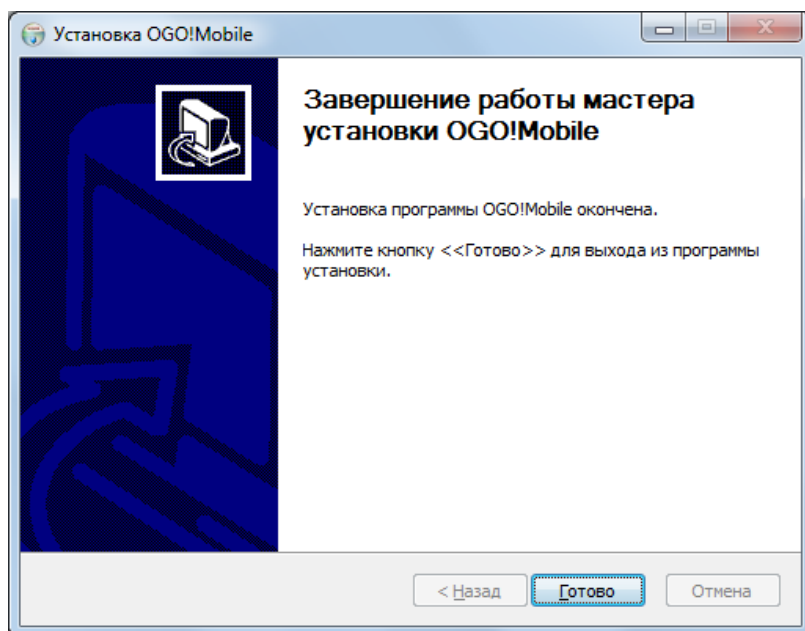 Установка OGO!Mobile
Завершение работы мастера
установки OGO!Mobile
Установка программы OGO!Mobile окончена.
Нажмите кнопку <<Готово>> для выхода из программы
установки.
< Назад Готово Отмена